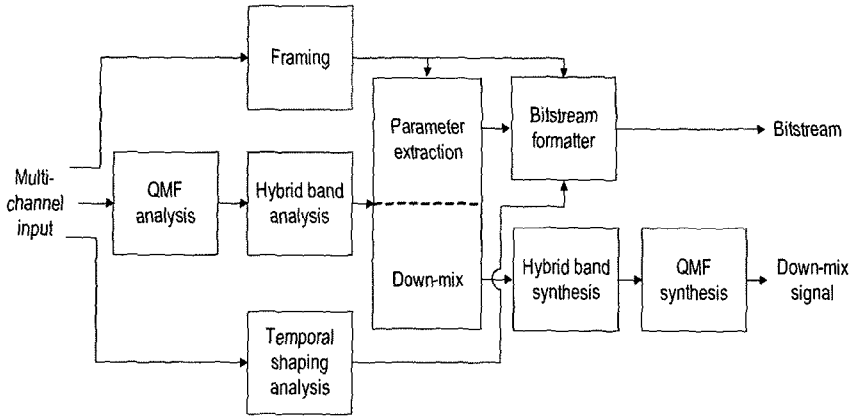 Framing
Parameter
extraction
Bitstream
formatter
Bitstream
Multi-
channel
input
QMF
analysis
Hybrid band
analysis
Down-mix
Hybrid band
synthesis
QMF
synthesis
Down-mix
signal
Temporal
shaping
analysis